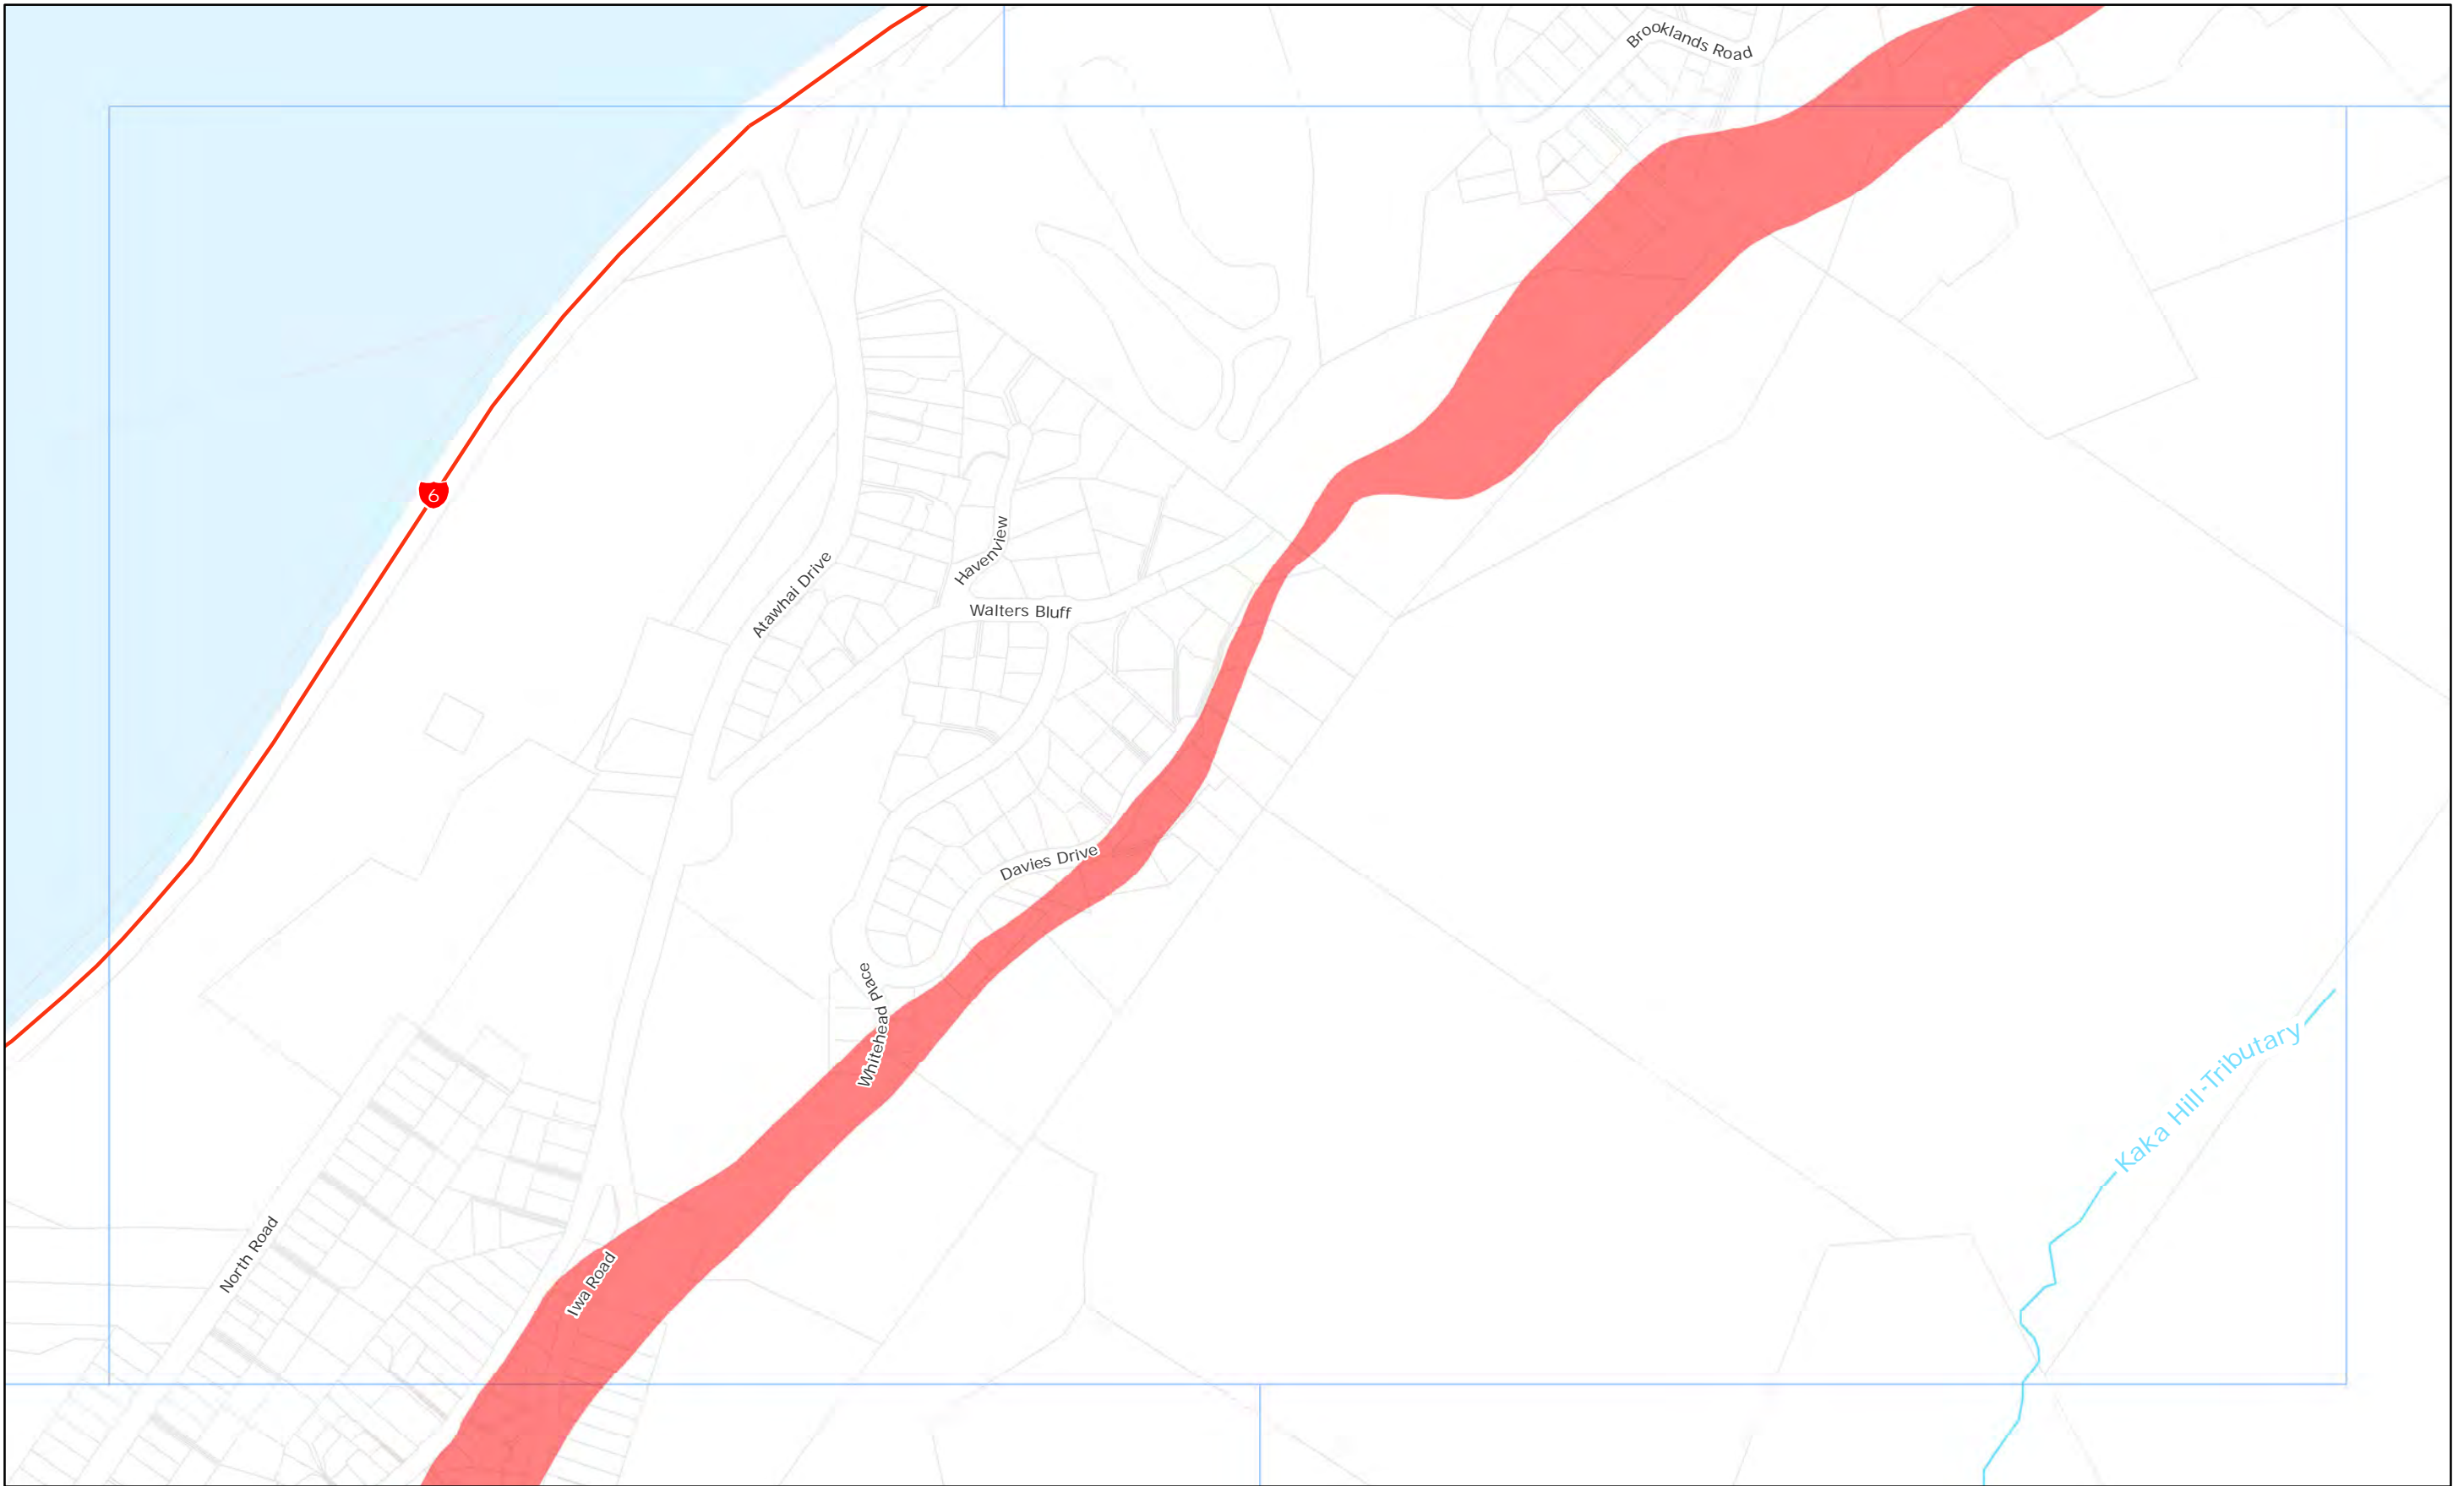 Brooklands Road
6
Havenview
Atawhai Drive
Walters Bluff
Davies Drive
Whitehead Place
Kaka Hill-Tributary
North Road
Iwa Road